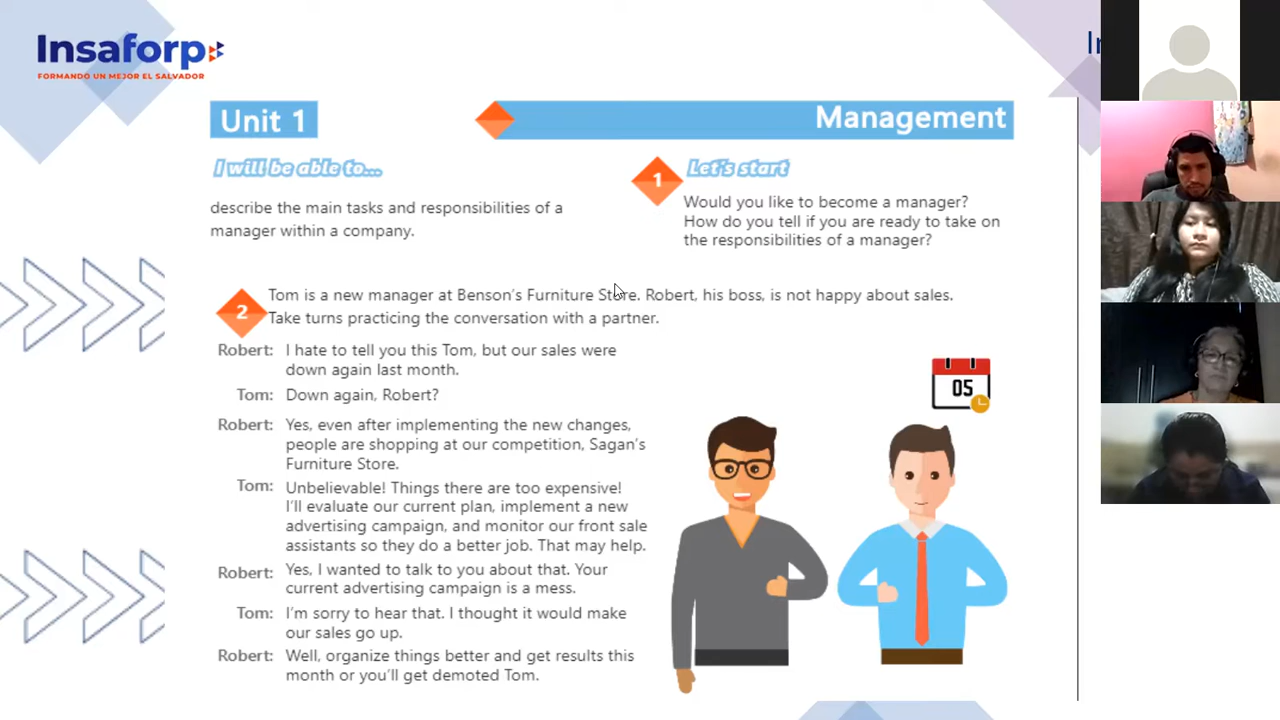 Insaforp
FORMANDO UN MEJOR EL SALVADOR
Unit 1
Management
I will be able to...
describe the main tasks and responsibilities of a
manager within a company.
1
Let's start
Would you like to become a manager?
How do you tell if you are ready to take on
the responsibilities of a manager?
2
Tom is a new manager at Benson's Furniture Store. Robert, his boss, is not happy about sales.
Take turns practicing the conversation with a partner.
Robert: I hate to tell you this Tom, but our sales were
down again last month.
Tom: Down again, Robert?
Robert: Yes, even after implementing the new changes,
people are shopping at our competition, Sagan's
Furniture Store.
Tom: Unbelievable! Things there are too expensive!
I'll evaluate our current plan, implement a new
advertising campaign, and monitor our front sale
assistants so they do a better job. That may help.
Robert: Yes, I wanted to talk to you about that. Your
current advertising campaign is a mess.
Tom: I'm sorry to hear that. I thought it would make
our sales go up.
Robert: Well, organize things better and get results this
month or you'll get demoted Tom.
05